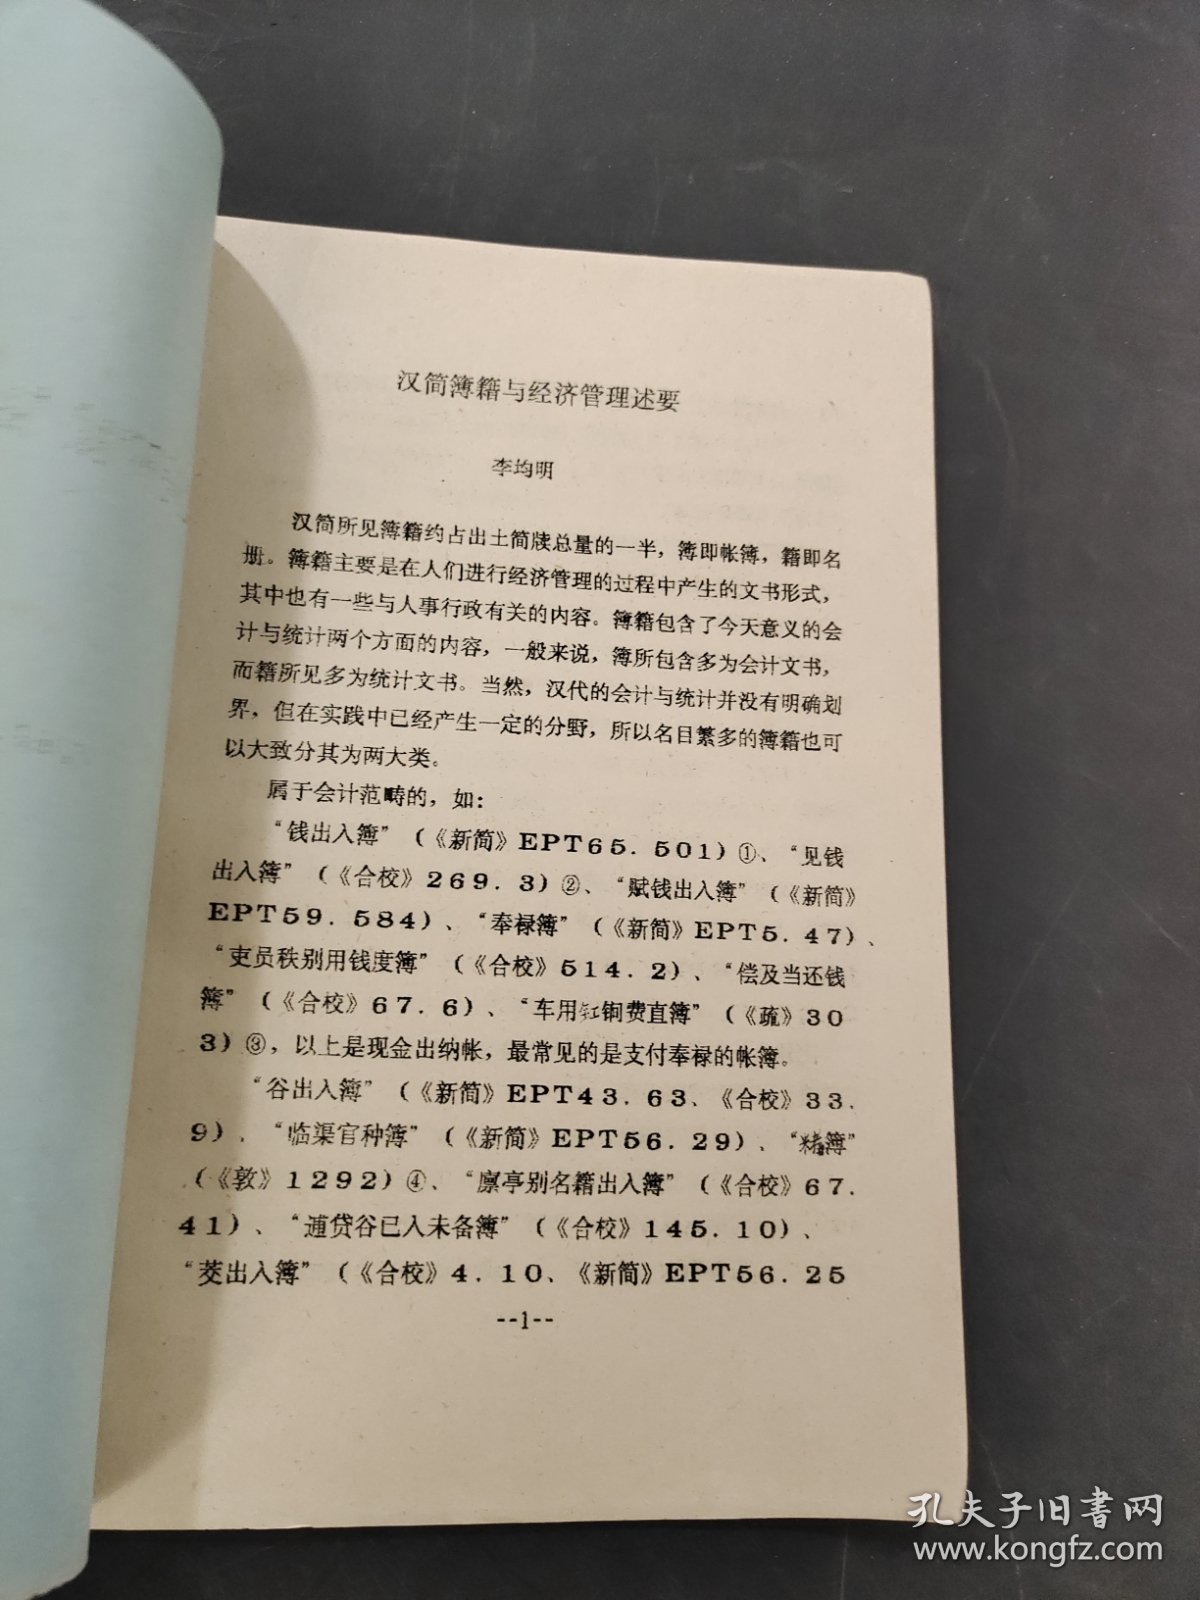 汉简簿籍与经济管理述要
李均明
汉简所见簿籍约占出土简牍总量的一半，簿即帐簿，籍即名
册。簿籍主要是在人们进行经济管理的过程中产生的文书形式，
其中也有一些与人事行政有关的内容。簿籍包含了今天意义的会
计与统计两个方面的内容，一般来说，簿所包含多为会计文书，
而籍所见多为统计文书。当然，汉代的会计与统计并没有明确划
界，但在实践中已经产生一定的分野，所以名目繁多的簿籍也可
以大致分其为两大类。
属于会计范畴的，如：
“钱出入簿”（《新简》EPT65．501）①、“见钱
出入簿”（《合校》269．3）②、“赋钱出入簿”（《新简》
EPT59．584）、“奉禄簿”（《新简》EPT5．47）、
“吏员秩别用钱度簿”（《合校》514．2）、“偿及当还钱
簿”（《合校》67．6）、“车用釭铜费直簿”（《疏》30
3）③，以上是现金出纳帐，最常见的是支付奉禄的帐簿。
“谷出入簿”（《新简》EPT43．63、《合校》33．
9）、“临渠官种簿”（《新简》EPT56．29）、“簿”
（《敦》1292）④、“廪亭别名籍出入簿”（《合校》67．
41）、“通贷谷已入未备簿”（《合校》145．10）、
“茭出入簿”（《合校》4．10、《新简》EPT56．25
--1--
孔夫子旧书网
www.kongfz.com